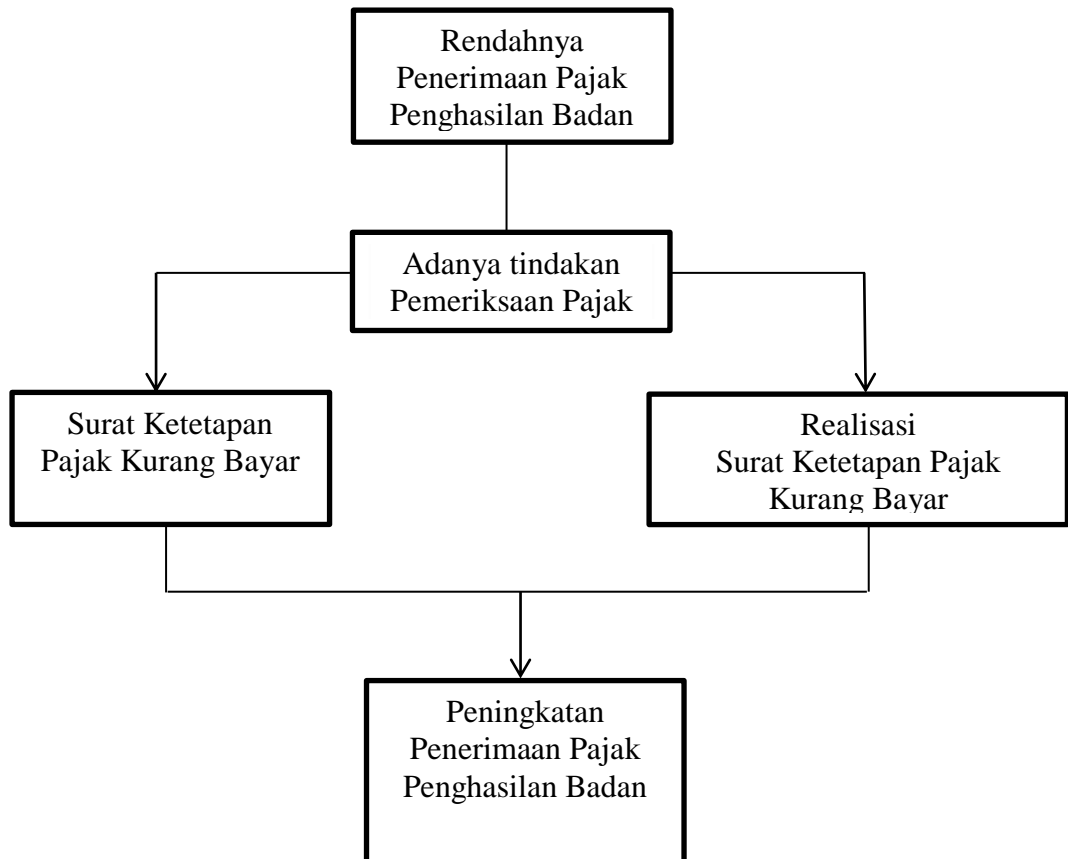 Rendahnya
Penerimaan Pajak
Penghasilan Badan
Adanya tindakan
Pemeriksaan Pajak
Surat Ketetapan
Pajak Kurang Bayar
Realisasi
Surat Ketetapan Pajak
Kurang Bayar
Peningkatan
Penerimaan Pajak
Penghasilan Badan